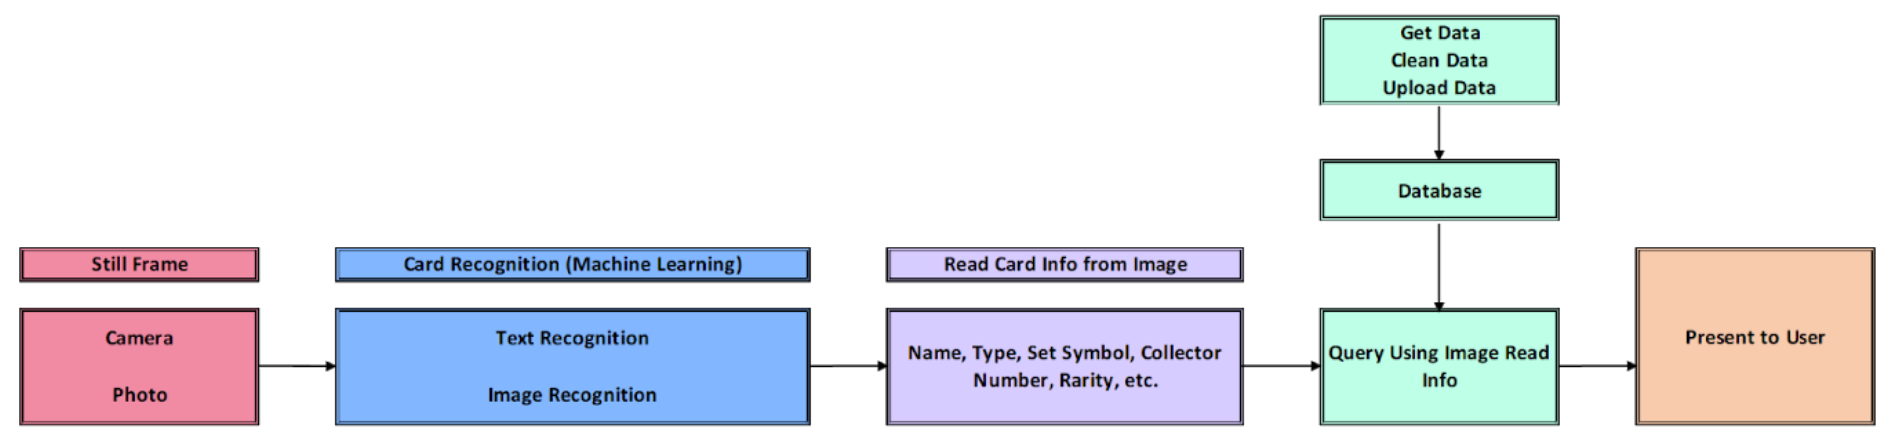 Get Data
Clean Data
Upload Data
Database
Still Frame
Card Recognition (Machine Learning)
Read Card Info from Image
Camera
Photo
Text Recognition
Image Recognition
Name, Type, Set Symbol, Collector
Number, Rarity, etc.
Query Using Image Read
Info
Present to User